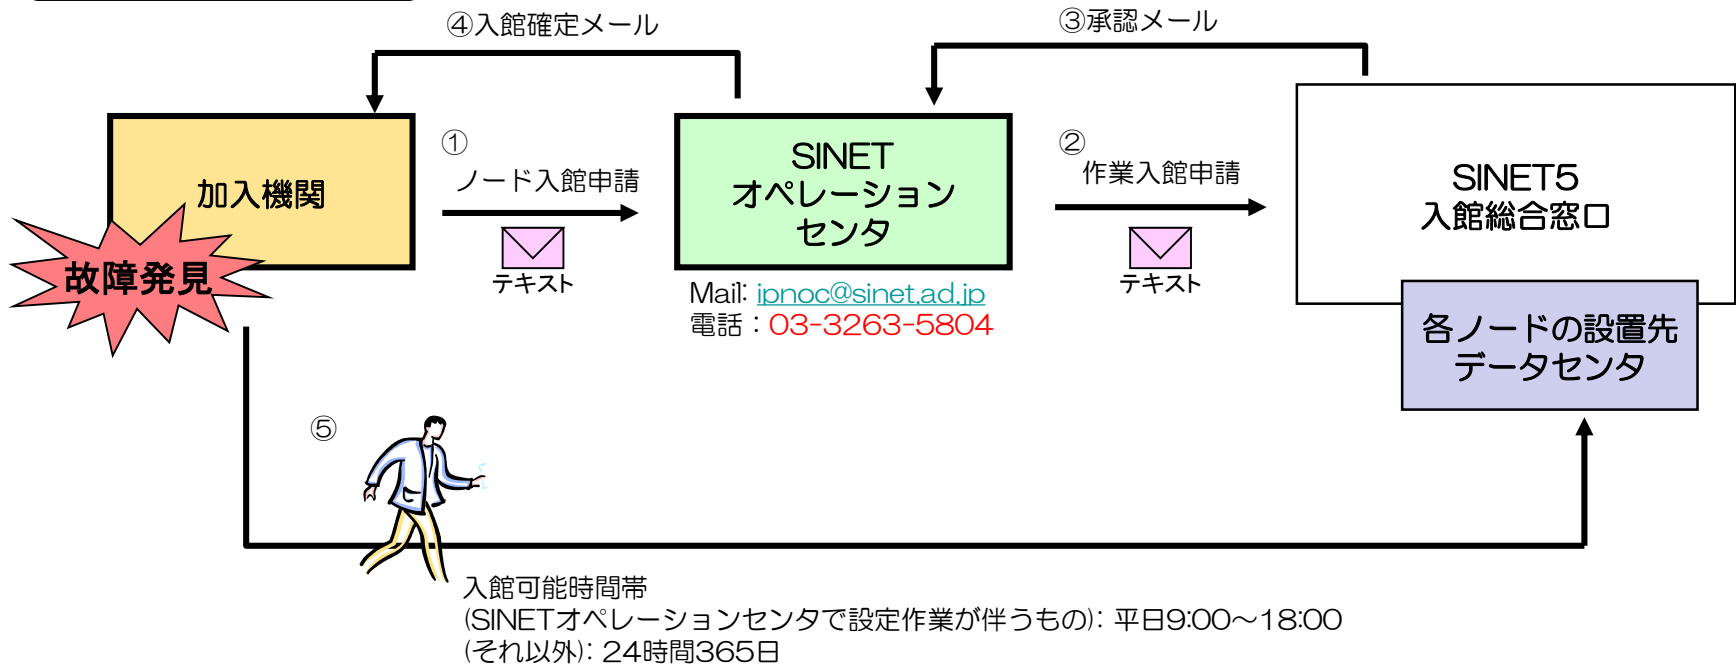 ④入館確定メール
③承認メール
加入機関
故障発見
①
ノード入館申請
テキスト
SINET
オペレーション
センタ
Mail: ipnoc@sinet.ad.jp
電話：03-3263-5804
②
作業入館申請
テキスト
SINET5
入館総合窓口
各ノードの設置先
データセンタ
⑤
入館可能時間帯
(SINETオペレーションセンタで設定作業が伴うもの): 平日9:00～18:00
(それ以外): 24時間365日